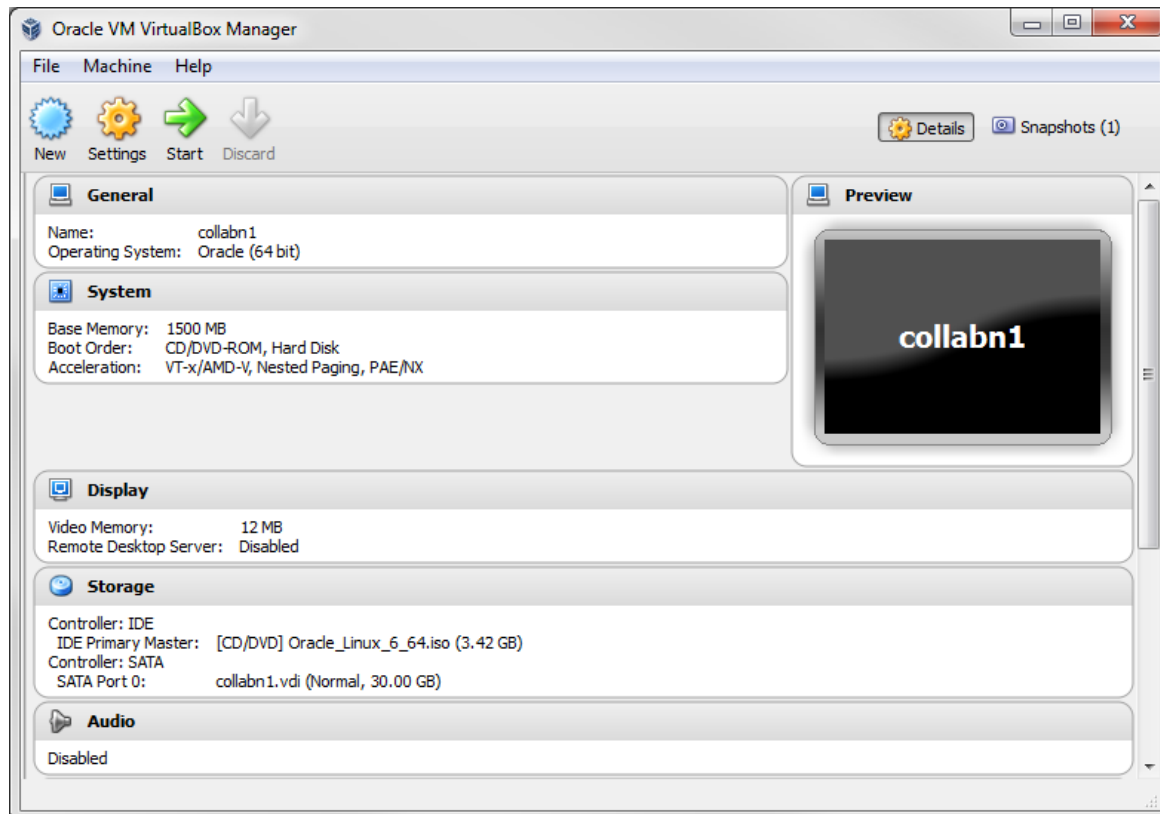 Oracle VM VirtualBox Manager
File Machine Help
New Settings Start Discard
Details Snapshots (1)
General
Name: collabn1
Operating System: Oracle (64 bit)
System
Base Memory: 1500 MB
Boot Order: CD/DVD-ROM, Hard Disk
Acceleration: VT-x/AMD-V, Nested Paging, PAE/NX
Preview
collabn1
Display
Video Memory: 12 MB
Remote Desktop Server: Disabled
Storage
Controller: IDE
IDE Primary Master: [CD/DVD] Oracle_Linux_6_64.iso (3.42 GB)
Controller: SATA
SATA Port 0: collabn1.vdi (Normal, 30.00 GB)
Audio
Disabled